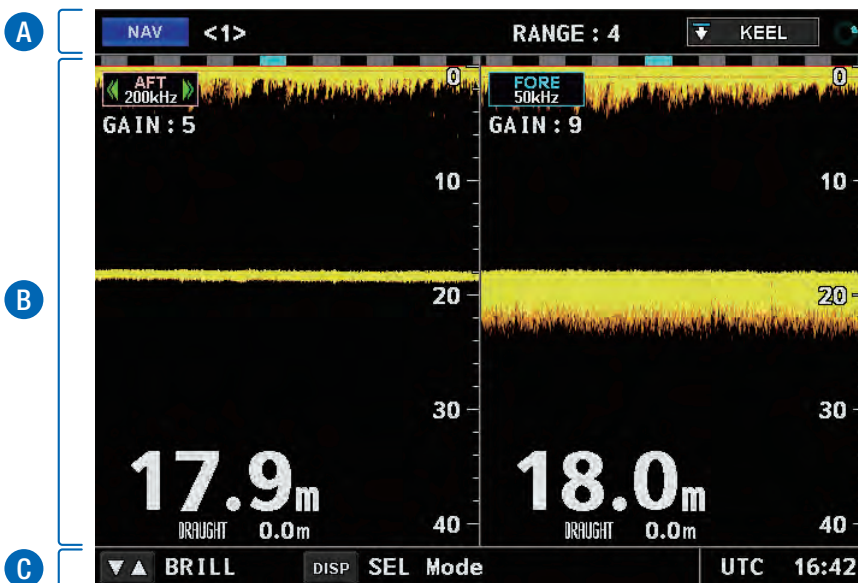 A
NAV <1> RANGE : 4 KEEL
B
AFT
200kHz
GAIN : 5
0
10
20
30
40
17.9m
DRAUGHT 0.0m
FORE
50kHz
GAIN : 9
0
10
20
30
40
18.0m
DRAUGHT 0.0m
C
▼▲ BRILL DISP SEL Mode UTC 16:42